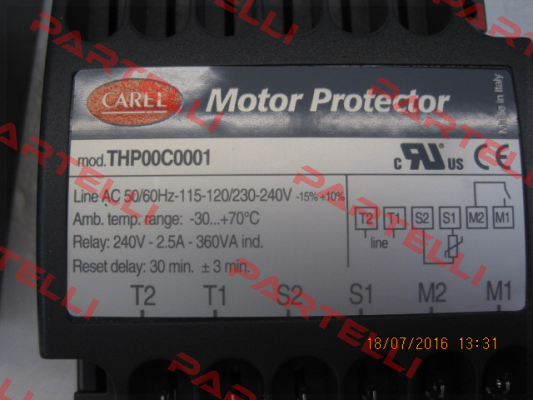 CAREL
Motor Protector
Made in Italy
mod. THP00C0001
c RU US CE
Line AC 50/60Hz-115-120/230-240V -15%+10%
Amb. temp. range: -30...+70°C
Relay: 240V - 2.5A - 360VA ind.
Reset delay: 30 min. ± 3 min.
T2 T1 S2 S1 M2 M1
line
T2 T1 S2 S1 M2 M1
18/07/2016 13:31
PARTELLI
PARTELLI
PARTELLI
PARTELLI
PARTELLI
PARTELLI